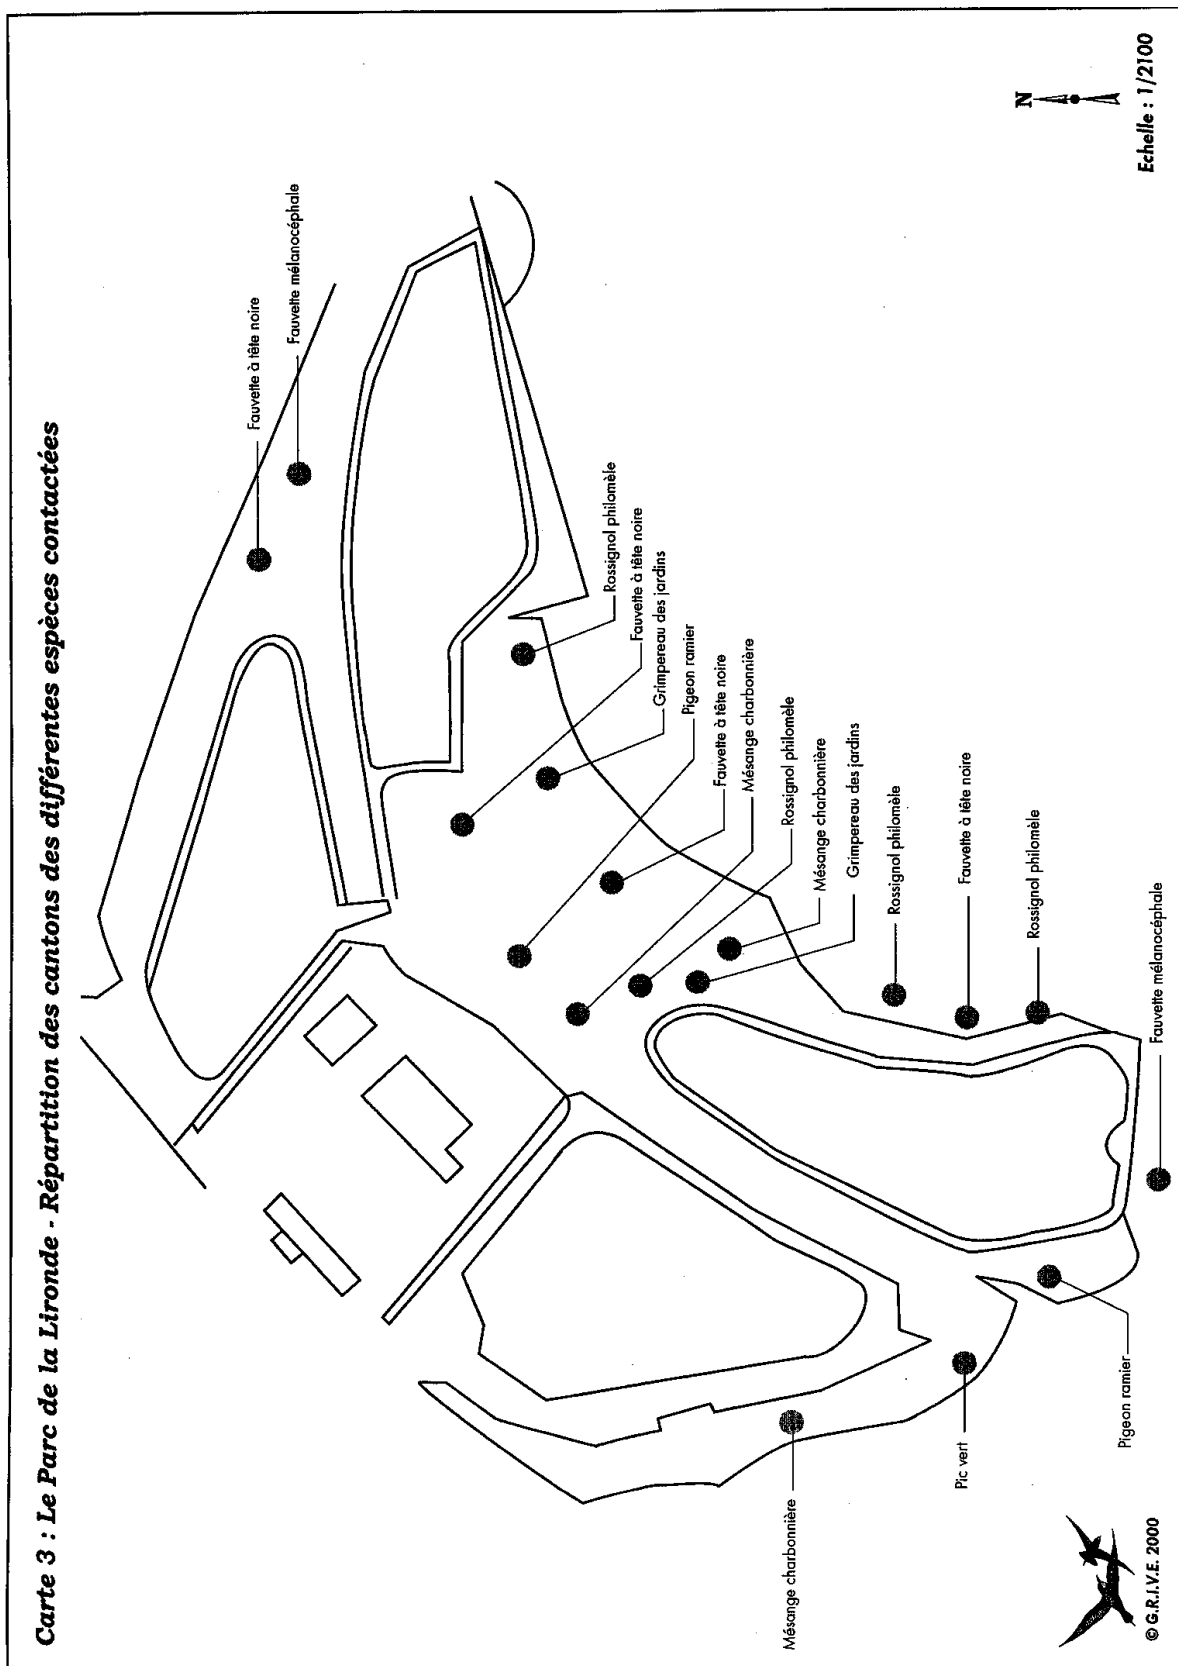 Carte 3 : Le Parc de la Lironde - Répartition des cantons des différentes espèces contactées
Fauvette à tête noire
Fauvette mélanocéphale
Rossignol philomèle
Fauvette à tête noire
Grimpereau des jardins
Pigeon ramier
Fauvette à tête noire
Mésange charbonnière
Rossignol philomèle
Mésange charbonnière
Grimpereau des jardins
Rossignol philomèle
Fauvette à tête noire
Rossignol philomèle
Fauvette mélanocéphale
Mésange charbonnière
Pic vert
Pigeon ramier
N
Echelle : 1/2100
© G.R.I.V.E. 2000